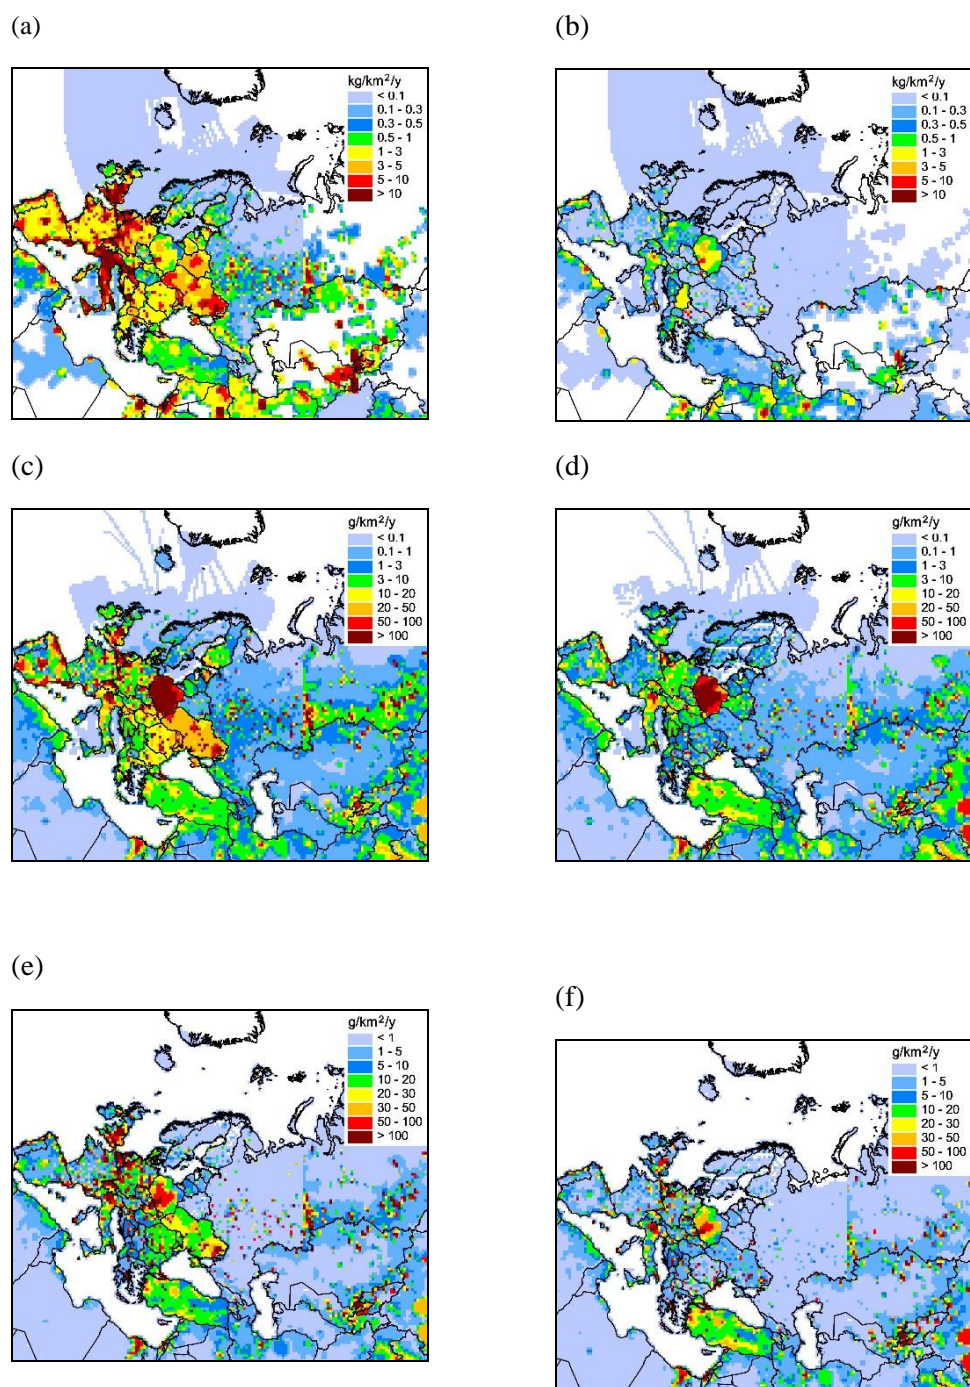 (a)
kg/km²/y
< 0.1
0.1 - 0.3
0.3 - 0.5
0.5 - 1
1 - 3
3 - 5
5 - 10
> 10
(b)
kg/km²/y
< 0.1
0.1 - 0.3
0.3 - 0.5
0.5 - 1
1 - 3
3 - 5
5 - 10
> 10
(c)
g/km²/y
< 0.1
0.1 - 1
1 - 3
3 - 10
10 - 20
20 - 50
50 - 100
> 100
(d)
g/km²/y
< 0.1
0.1 - 1
1 - 3
3 - 10
10 - 20
20 - 50
50 - 100
> 100
(e)
g/km²/y
< 1
1 - 5
5 - 10
10 - 20
20 - 30
30 - 50
50 - 100
> 100
(f)
g/km²/y
< 1
1 - 5
5 - 10
10 - 20
20 - 30
30 - 50
50 - 100
> 100